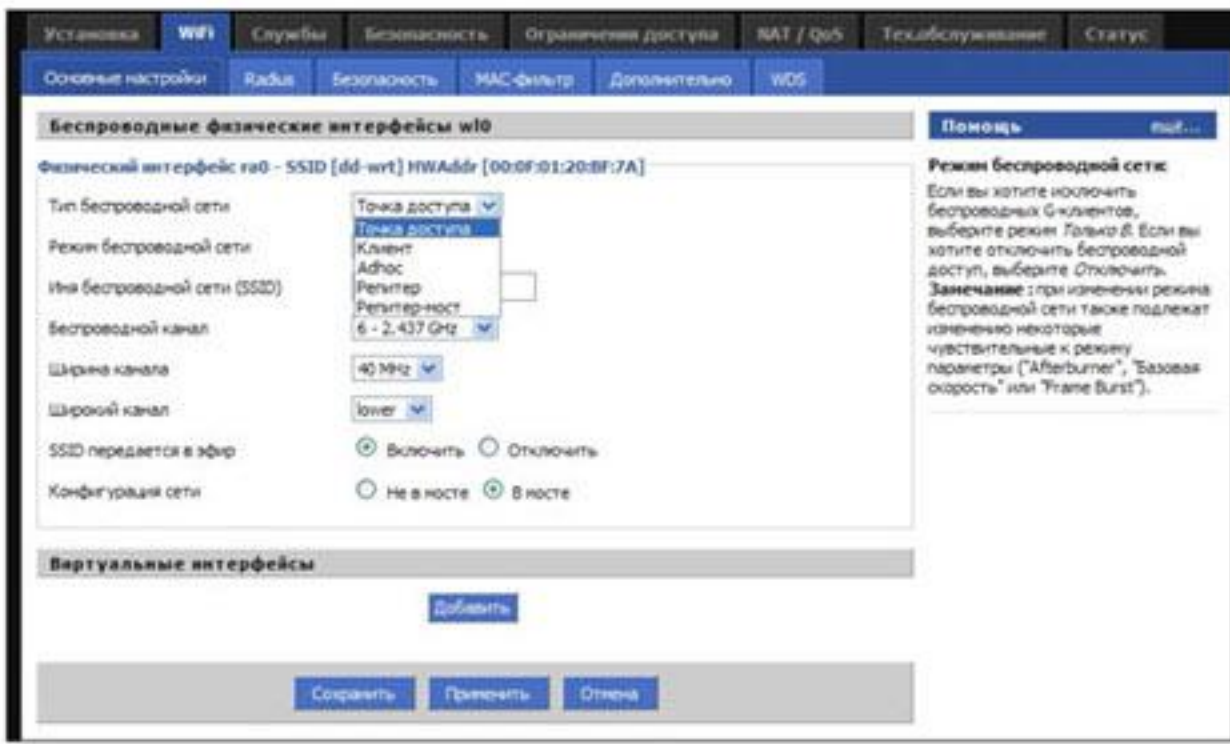 Установка WiFi Службы Безопасность Ограничения доступа NAT / QoS Тех.обслуживание Статус
Основные настройки Radius Безопасность MAC-фильтр Дополнительно WDS
Беспроводные физические интерфейсы wl0
Физический интерфейс ra0 - SSID [dd-wrt] HWAddr [00:0F:01:20:BF:7A]
Тип беспроводной сети Точка доступа
Точка доступа
Режим беспроводной сети Клиент
Adhoc
Имя беспроводной сети (SSID) Репитер
Репитер-мост
Беспроводной канал 6 - 2.437 GHz
Ширина канала 40 MHz
Широкий канал lower
SSID передается в эфир Включить Отключить
Конфигурация сети Не в мосте В мосте
Виртуальные интерфейсы
Добавить
Сохранить Применить Отмена
Помощь
Режим беспроводной сети:
Если вы хотите исключить
беспроводных G-клиентов,
выберите режим Только B. Если вы
хотите отключить беспроводной
доступ, выберите Отключить.
Замечание : при изменении режима
беспроводной сети также подлежат
изменению некоторые
чувствительные к режиму
параметры ("Afterburner", "Базовая
скорость" или "Frame Burst").